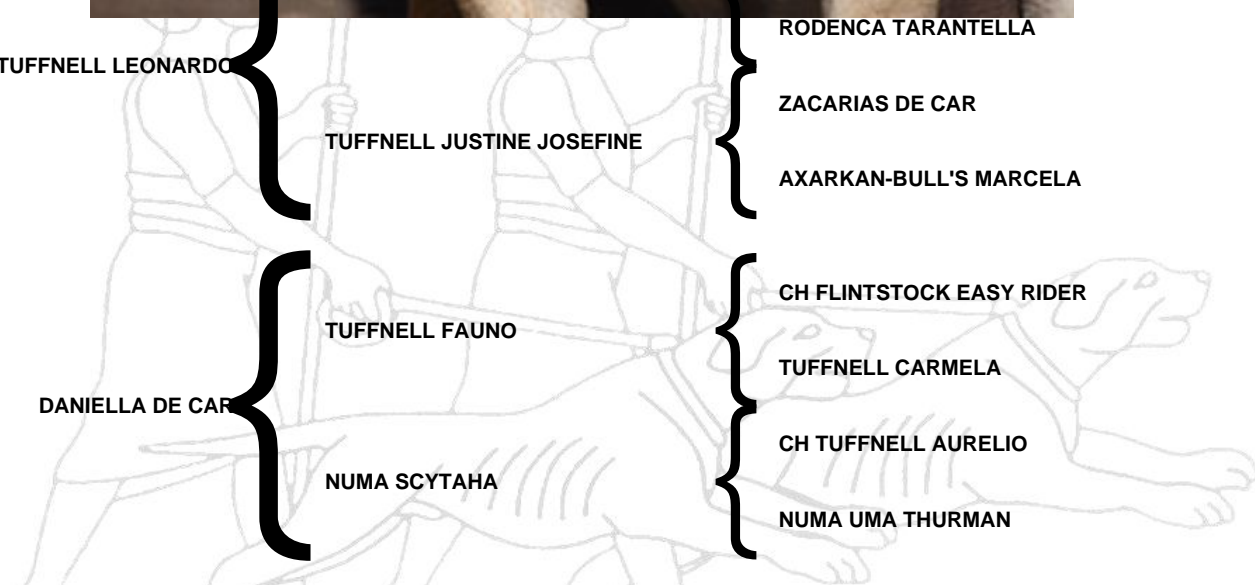 RODENCA TARANTELLA
TUFFNELL LEONARDO
ZACARIAS DE CAR
TUFFNELL JUSTINE JOSEFINE
AXARKAN-BULL'S MARCELA
CH FLINTSTOCK EASY RIDER
TUFFNELL FAUNO
TUFFNELL CARMELA
DANIELLA DE CAR
CH TUFFNELL AURELIO
NUMA SCYTAHA
NUMA UMA THURMAN